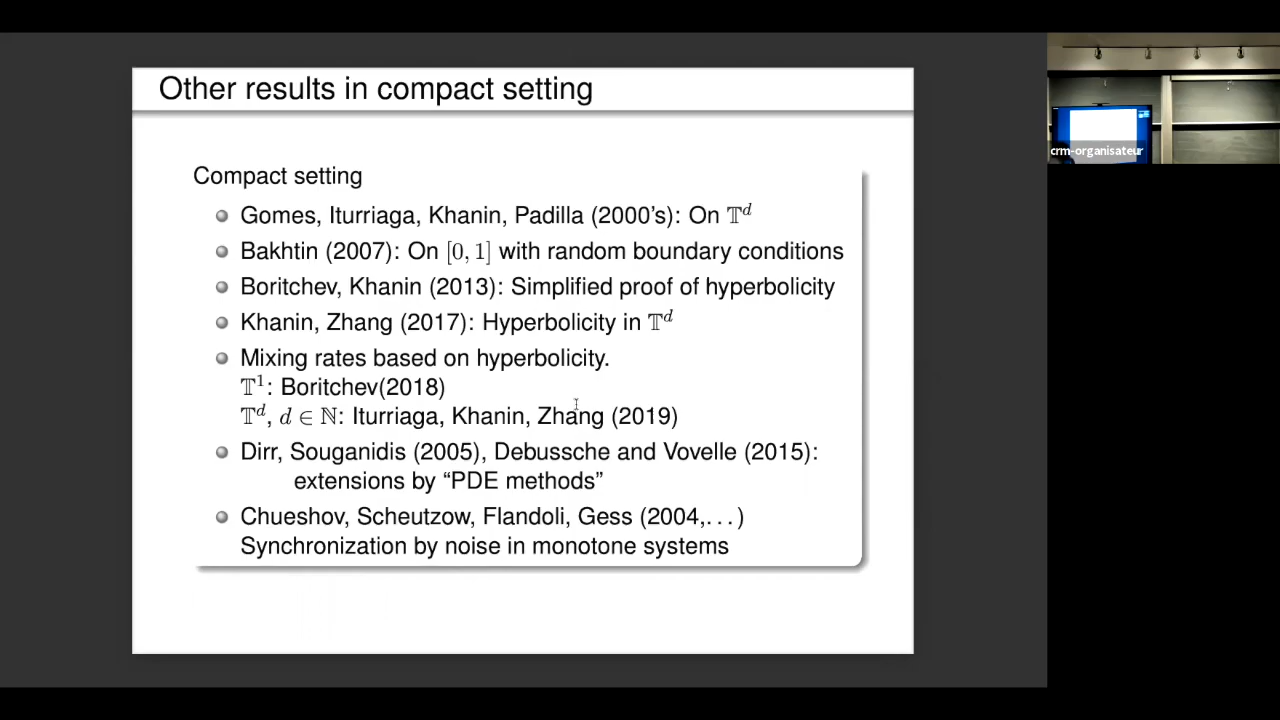 Other results in compact setting
crm-organisateur
Compact setting
Gomes, Iturriaga, Khanin, Padilla (2000's): On 𝕋^d
Bakhtin (2007): On [0, 1] with random boundary conditions
Boritchev, Khanin (2013): Simplified proof of hyperbolicity
Khanin, Zhang (2017): Hyperbolicity in 𝕋^d
Mixing rates based on hyperbolicity.
𝕋^1: Boritchev(2018)
𝕋^d, d ∈ ℕ: Iturriaga, Khanin, Zhang (2019)
Dirr, Souganidis (2005), Debussche and Vovelle (2015):
extensions by “PDE methods”
Chueshov, Scheutzow, Flandoli, Gess (2004,...)
Synchronization by noise in monotone systems